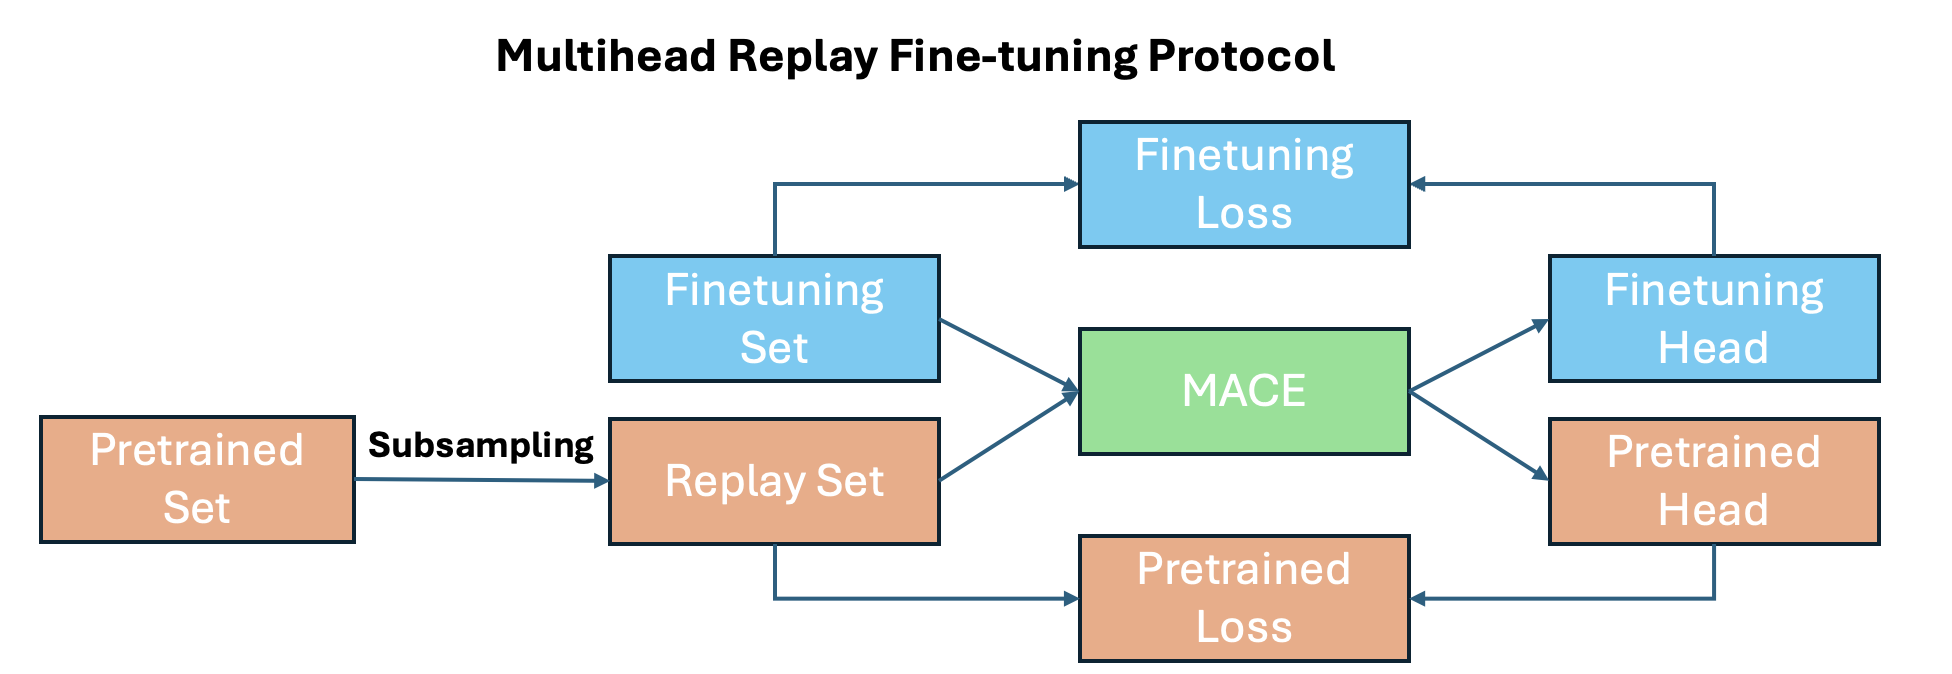 Multihead Replay Fine-tuning Protocol
Finetuning
Loss
Finetuning
Set
Finetuning
Head
MACE
Pretrained
Set
Subsampling
Replay Set
Pretrained
Head
Pretrained
Loss